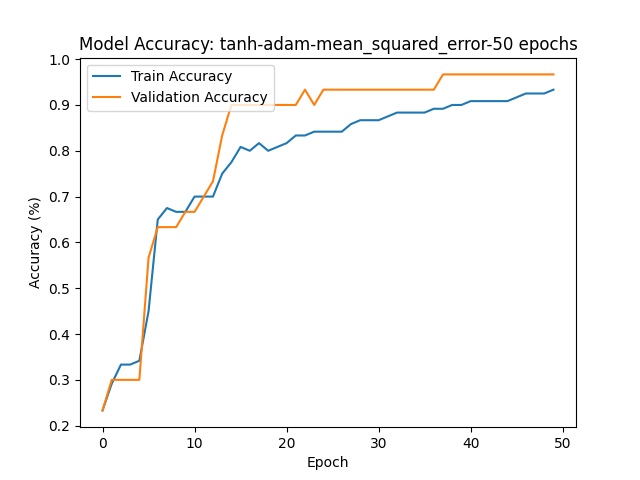 Model Accuracy: tanh-adam-mean_squared_error-50 epochs
Train Accuracy
Validation Accuracy
Accuracy (%)
1.0
0.9
0.8
0.7
0.6
0.5
0.4
0.3
0.2
0 10 20 30 40 50
Epoch